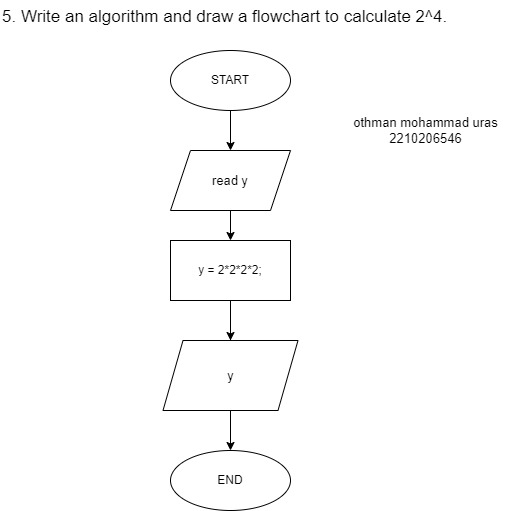 5. Write an algorithm and draw a flowchart to calculate 2^4.
START
othman mohammad uras
2210206546
read y
y = 2*2*2*2;
y
END